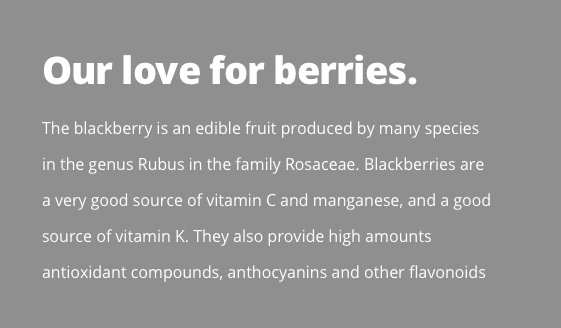 Our love for berries.
The blackberry is an edible fruit produced by many species
in the genus Rubus in the family Rosaceae. Blackberries are
a very good source of vitamin C and manganese, and a good
source of vitamin K. They also provide high amounts
antioxidant compounds, anthocyanins and other flavonoids